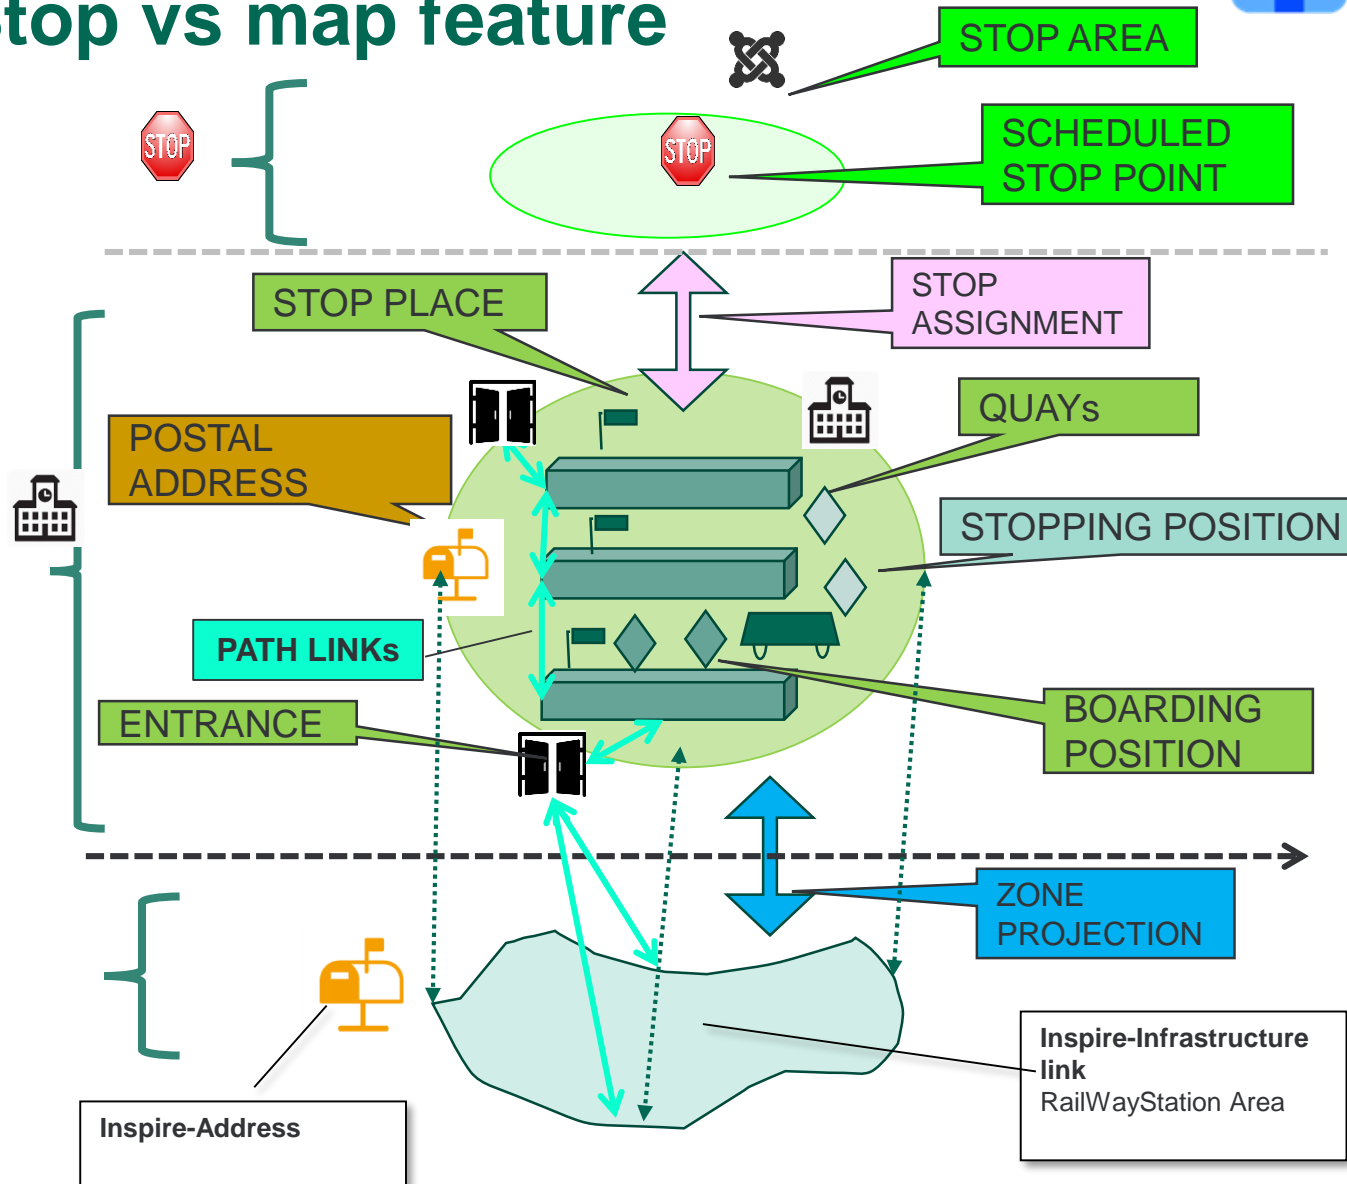 top vs map feature
STOP AREA
STOP
STOP
SCHEDULED
STOP POINT
STOP PLACE
STOP
ASSIGNMENT
QUAYs
POSTAL
ADDRESS
STOPPING POSITION
PATH LINKs
ENTRANCE
BOARDING
POSITION
ZONE
PROJECTION
Inspire-Infrastructure
link
RailWayStation Area
Inspire-Address